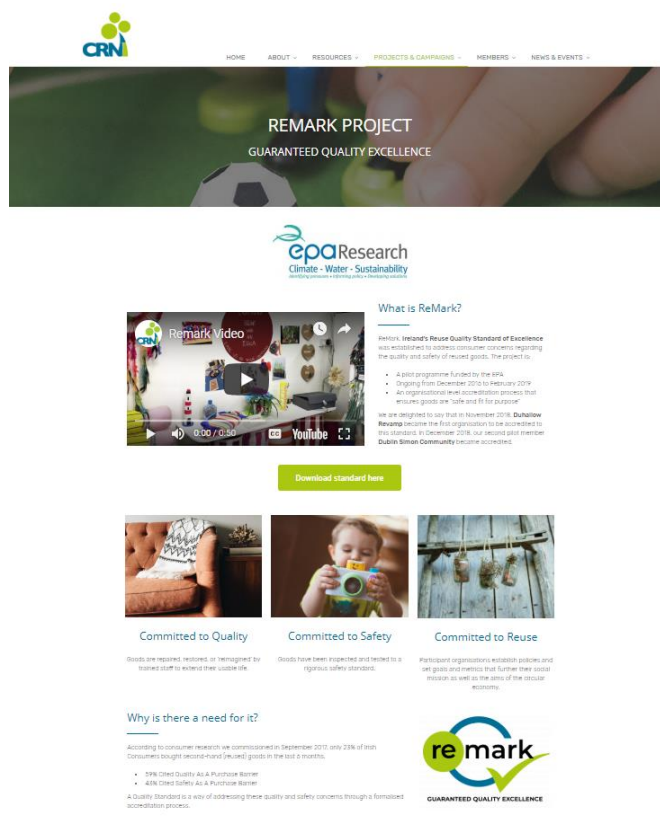 CRNi
HOME ABOUT RESOURCES PROJECTS & CAMPAIGNS MEMBERS NEWS & EVENTS
REMARK PROJECT
GUARANTEED QUALITY EXCELLENCE
epa Research
Climate - Water - Sustainability
Identifying pressures • Informing policy • Developing solutions
CRNi Remark Video
0:00 / 0:50 CC YouTube
What is ReMark?
ReMark, Ireland's Reuse Quality Standard of Excellence
was established to address consumer concerns regarding
the quality and safety of reused goods. The project is:
• A pilot programme funded by the EPA
• Ongoing from December 2016 to February 2019
• An organisational level accreditation process that
ensures goods are "safe and fit for purpose"
We are delighted to say that in November 2018, Duhallow
Revamp became the first organisation to be accredited to
this standard. In December 2018, our second pilot member
Dublin Simon Community became accredited.
Download standard here
Committed to Quality
Goods are repaired, restored, or 'reimagined' by
trained staff to extend their usable life.
Committed to Safety
Goods have been inspected and tested to a
rigorous safety standard.
Committed to Reuse
Participant organisations establish policies and
set goals and metrics that further their social
mission as well as the aims of the circular
economy.
Why is there a need for it?
According to consumer research we commissioned in September 2017, only 23% of Irish
Consumers bought second-hand (reused) goods in the last 6 months.
• 59% Cited Quality As A Purchase Barrier
• 46% Cited Safety As A Purchase Barrier
A Quality Standard is a way of addressing these quality and safety concerns through a formalised
accreditation process.
remark
GUARANTEED QUALITY EXCELLENCE